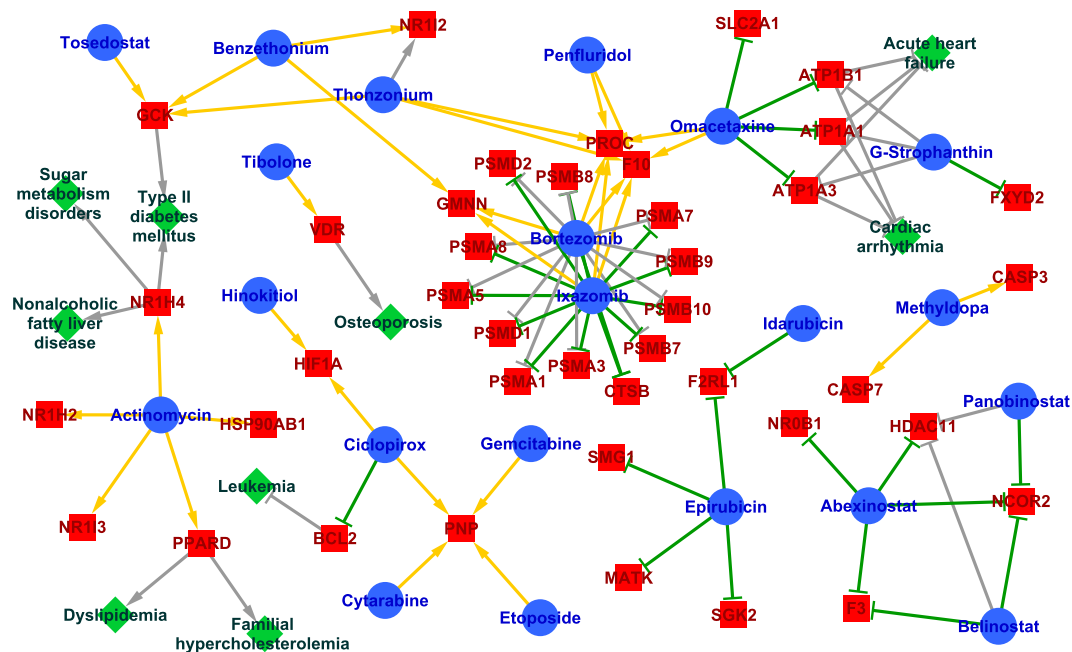 NR1I2
SLC2A1
Tosedostat
Benzethonium
Penfluridol
Acute heart
failure
ATP1B1
Thonzonium
GCK
Omacetaxine
ATP1A1
PROC
G-Strophanthin
F10
Tibolone
PSMD2
PSMB8
Sugar
metabolism
disorders
ATP1A3
FXYD2
Type II
diabetes
mellitus
GMNN
PSMA7
VDR
Bortezomib
Cardiac
arrhythmia
PSMA8
PSMB9
CASP3
Hinokitiol
PSMA5
Ixazomib
Nonalcoholic
fatty liver
disease
NR1H4
PSMB10
Methyldopa
Osteoporosis
Idarubicin
PSMD1
PSMB7
HIF1A
PSMA3
PSMA1
F2RL1
CTSB
CASP7
Panobinostat
NR1H2
Actinomycin
HSP90AB1
NR0B1
HDAC11
Ciclopirox
Gemcitabine
SMG1
Leukemia
Epirubicin
Abexinostat
NCOR2
NR1I3
PNP
BCL2
PPARD
MATK
Cytarabine
F3
Dyslipidemia
SGK2
Etoposide
Belinostat
Familial
hypercholesterolemia